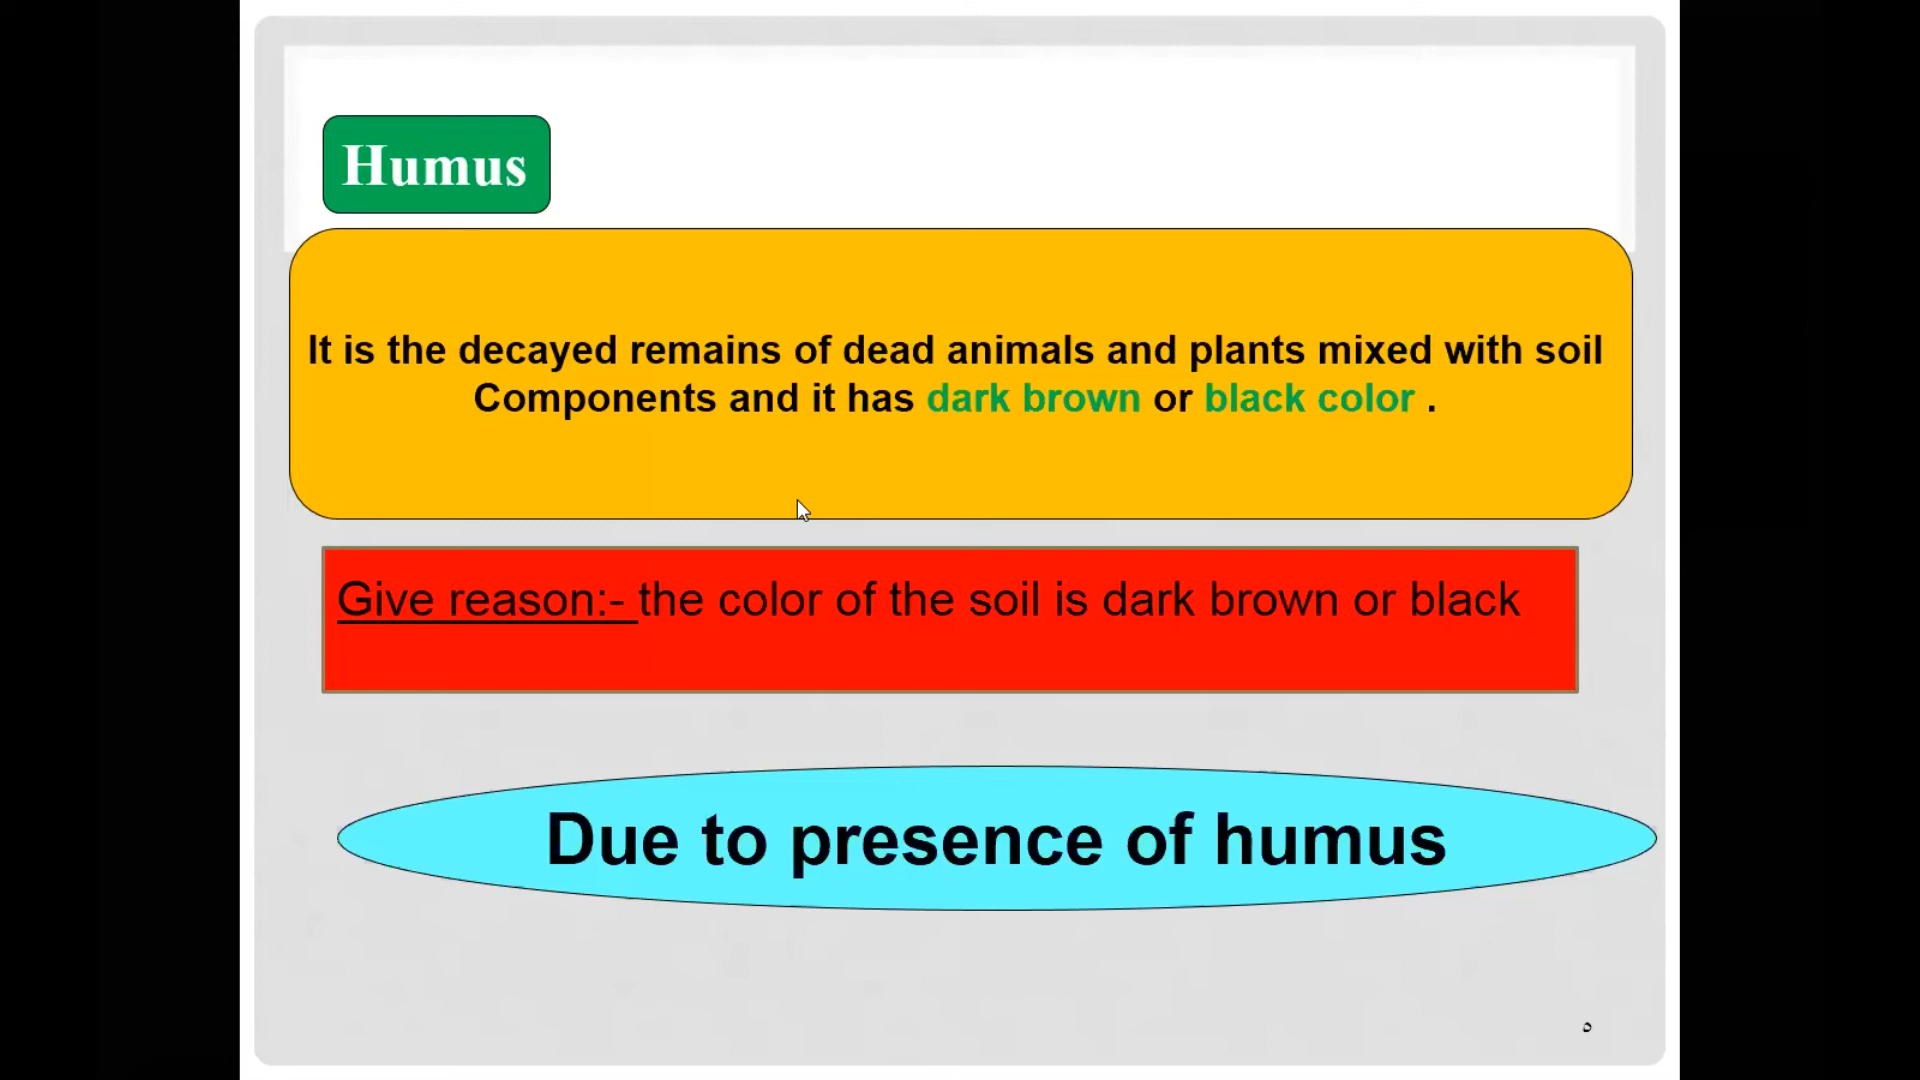 Humus
It is the decayed remains of dead animals and plants mixed with soil
Components and it has dark brown or black color .
Give reason:- the color of the soil is dark brown or black
Due to presence of humus
٥